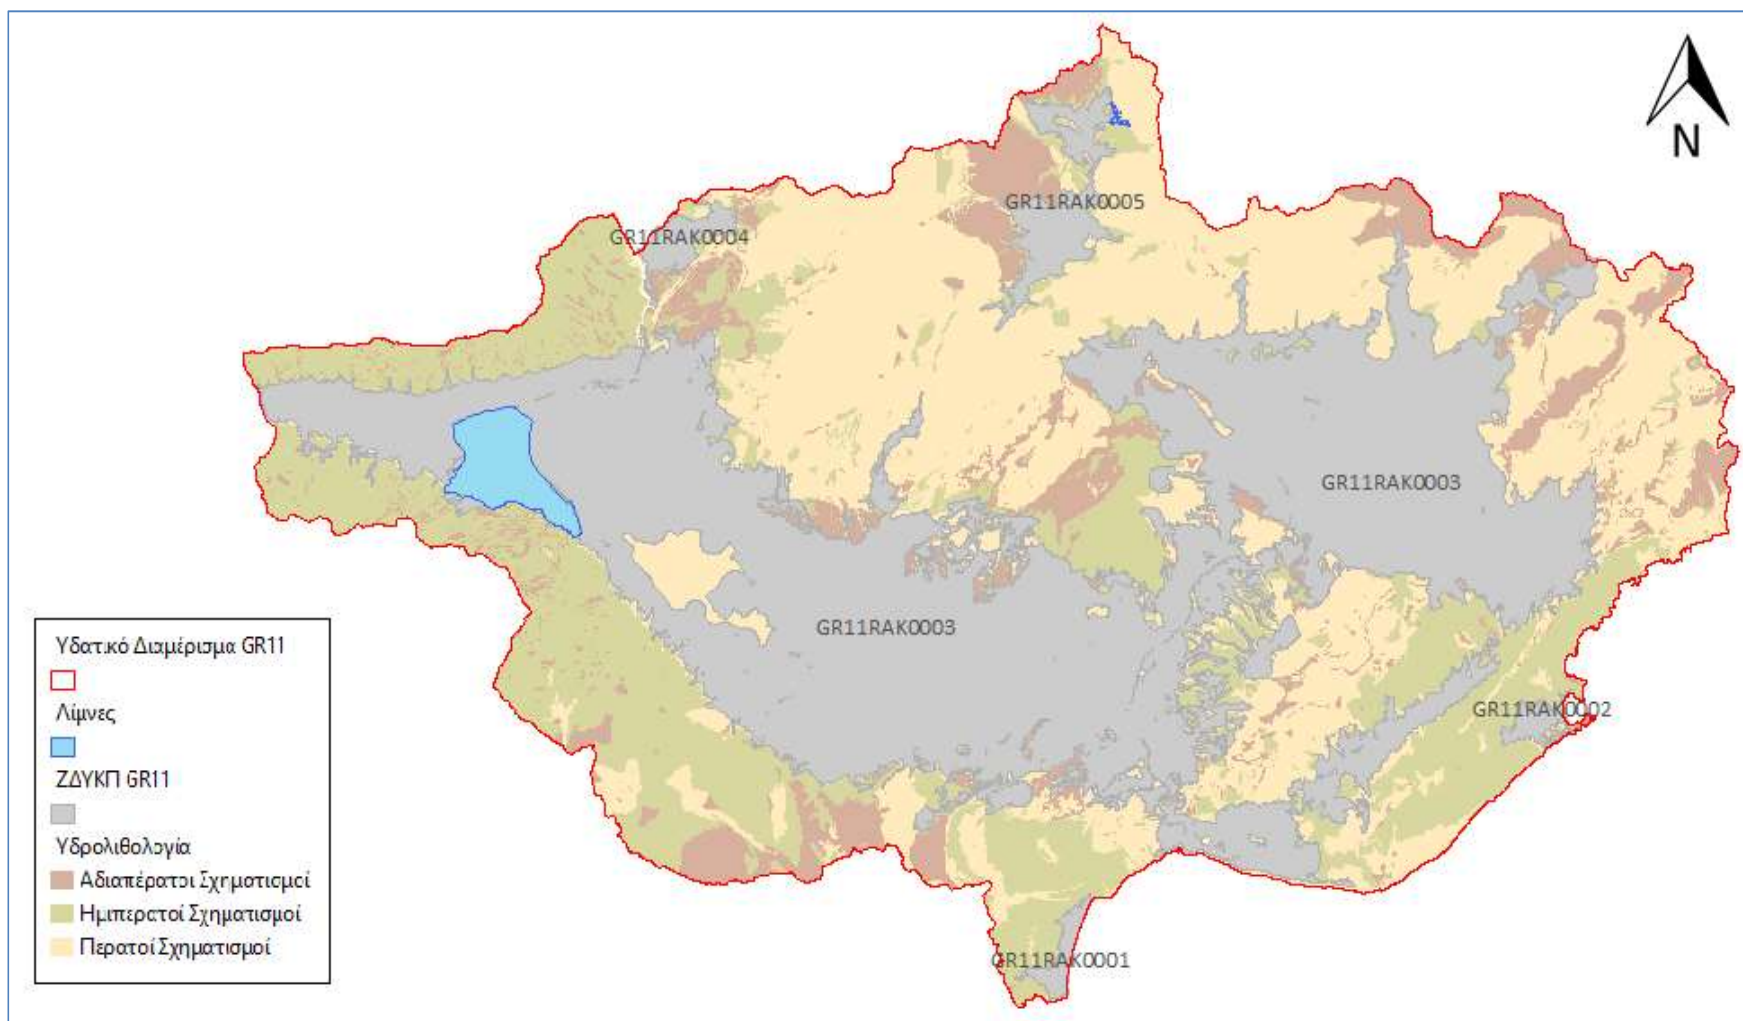 N
GR11RAK0005
GR11RAK0004
GR11RAK0003
GR11RAK0003
GR11RAK0002
GR11RAK0001
Υδατικό Διαμέρισμα GR11
Λίμνες
ΖΔΥΚΠ GR11
Υδρολιθολογία
Αδιαπέρατοι Σχηματισμοί
Ημιπερατοί Σχηματισμοί
Περατοί Σχηματισμοί